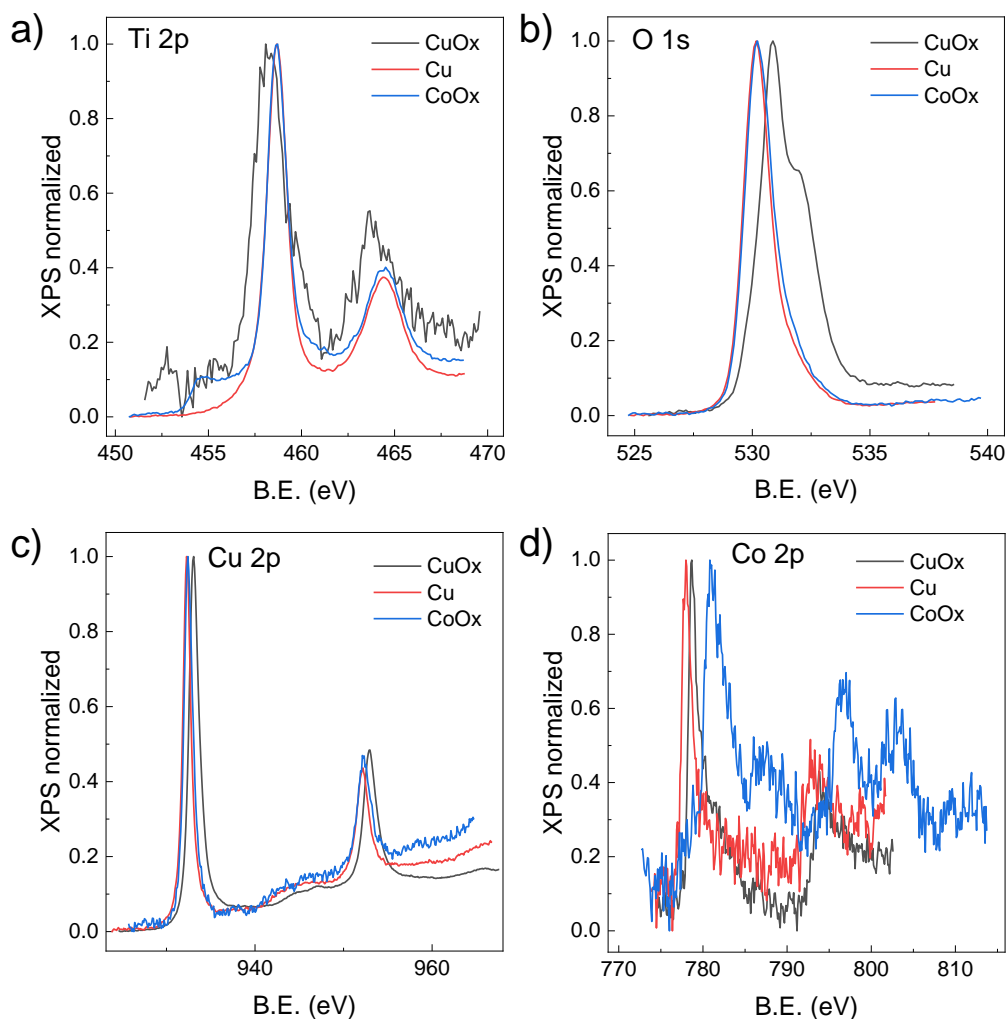 a)
Ti 2p
CuOx
Cu
CoOx
XPS normalized
1.0
0.8
0.6
0.4
0.2
0.0
450
455
460
465
470
B.E. (eV)
b)
O 1s
CuOx
Cu
CoOx
XPS normalized
1.0
0.8
0.6
0.4
0.2
0.0
525
530
535
540
B.E. (eV)
c)
Cu 2p
CuOx
Cu
CoOx
XPS normalized
1.0
0.8
0.6
0.4
0.2
0.0
940
960
B.E. (eV)
d)
Co 2p
CuOx
Cu
CoOx
XPS normalized
1.0
0.8
0.6
0.4
0.2
0.0
770
780
790
800
810
B.E. (eV)